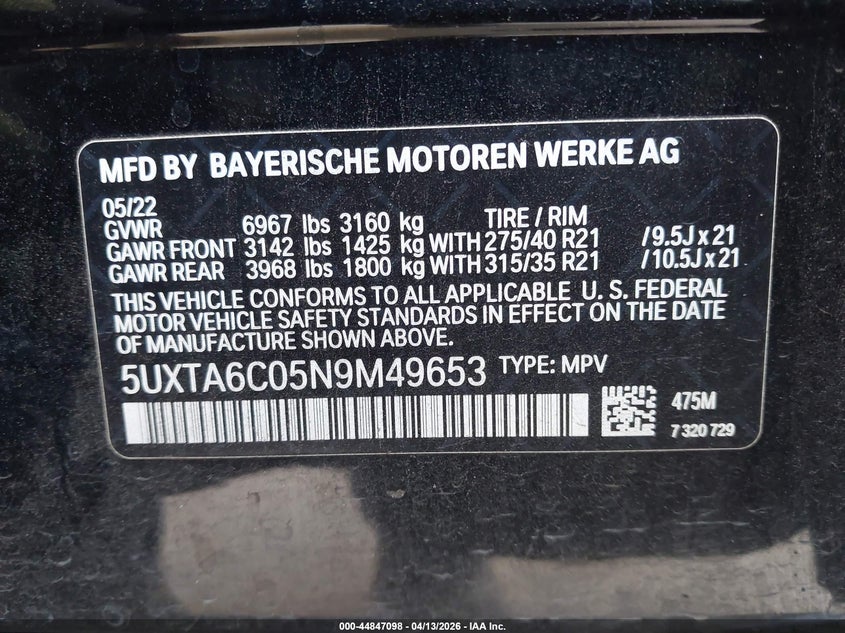 MFD BY BAYERISCHE MOTOREN WERKE AG
05/22
GVWR 6967 lbs 3160 kg TIRE / RIM
GAWR FRONT 3142 lbs 1425 kg WITH 275/40 R21 /9.5J x 21
GAWR REAR 3968 lbs 1800 kg WITH 315/35 R21 /10.5J x 21
THIS VEHICLE CONFORMS TO ALL APPLICABLE U. S. FEDERAL
MOTOR VEHICLE SAFETY STANDARDS IN EFFECT ON THE DATE
OF MANUFACTURE SHOWN ABOVE.
5UXTA6C05N9M49653 TYPE: MPV
475M
7 320 729
000-44847098 - 04/13/2026 - IAA Inc.